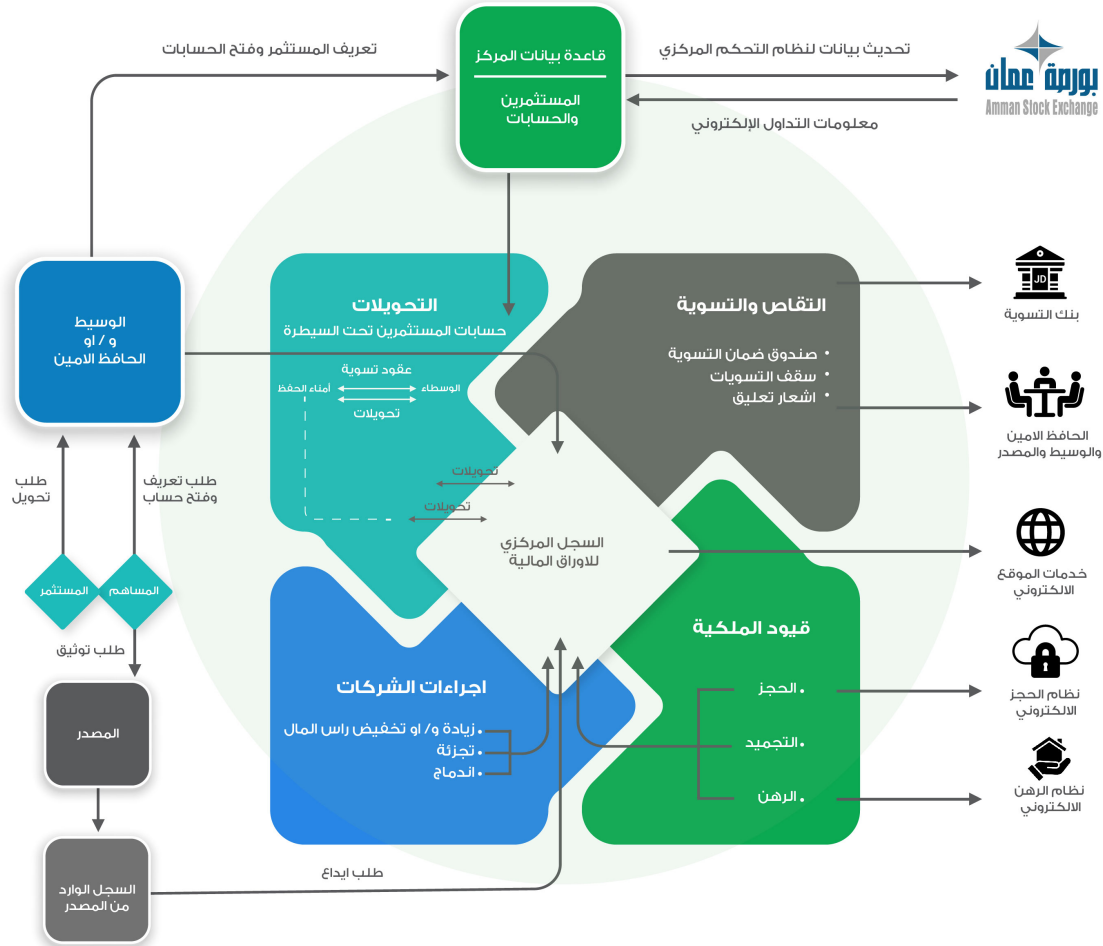 تعريف المستثمر وفتح الحسابات
قاعدة بيانات المركز
المستثمرين
والحسابات
تحديث بيانات لنظام التحكم المركزي
معلومات التداول الإلكتروني
بورصة عمان
Amman Stock Exchange
الوسيط
و / او
الحافظ الامين
التحويلات
حسابات المستثمرين تحت السيطرة
عقود تسوية
الوسطاء
أمناء الحفظ
تحويلات
تحويلات
تحويلات
التقاص والتسوية
• صندوق ضمان التسوية
• سقف التسويات
• اشعار تعليق
JD
بنك التسوية
الحافظ الامين
والوسيط والمصدر
السجل المركزي
للاوراق المالية
خدمات الموقع
الالكتروني
طلب
تحويل
طلب تعريف
وفتح حساب
المساهم
المستثمر
طلب توثيق
المصدر
السجل الوارد
من المصدر
طلب ايداع
اجراءات الشركات
• زيادة و/ او تخفيض راس المال
• تجزئة
• اندماج
قيود الملكية
• الحجز
• التجميد
• الرهن
نظام الحجز
الالكتروني
نظام الرهن
الالكتروني